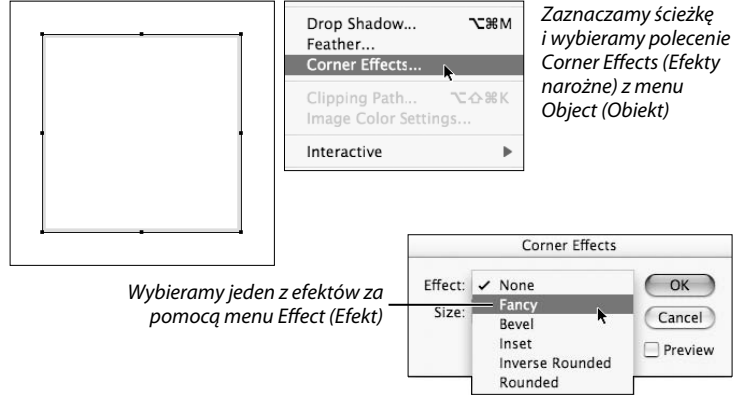 Drop Shadow... ⌥⌘M
Feather...
Corner Effects...
Clipping Path... ⌥⇧⌘K
Image Color Settings...
Interactive
Zaznaczamy ścieżkę
i wybieramy polecenie
Corner Effects (Efekty
narożne) z menu
Object (Obiekt)
Wybieramy jeden z efektów za
pomocą menu Effect (Efekt)
Corner Effects
Effect: ✓ None
Size: Fancy
Bevel
Inset
Inverse Rounded
Rounded
OK
Cancel
Preview